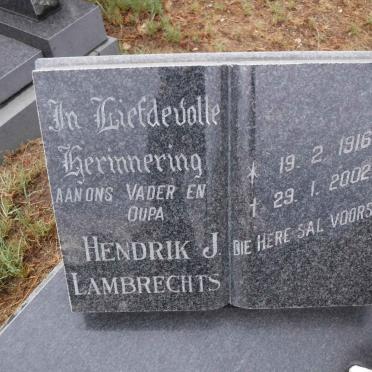 In Liefdevolle
Herinnering
AAN ONS VADER EN
OUPA
HENDRIK J.
LAMBRECHTS
* 19. 2. 1916
† 29. 1. 2002
DIE HERE SAL VOORS